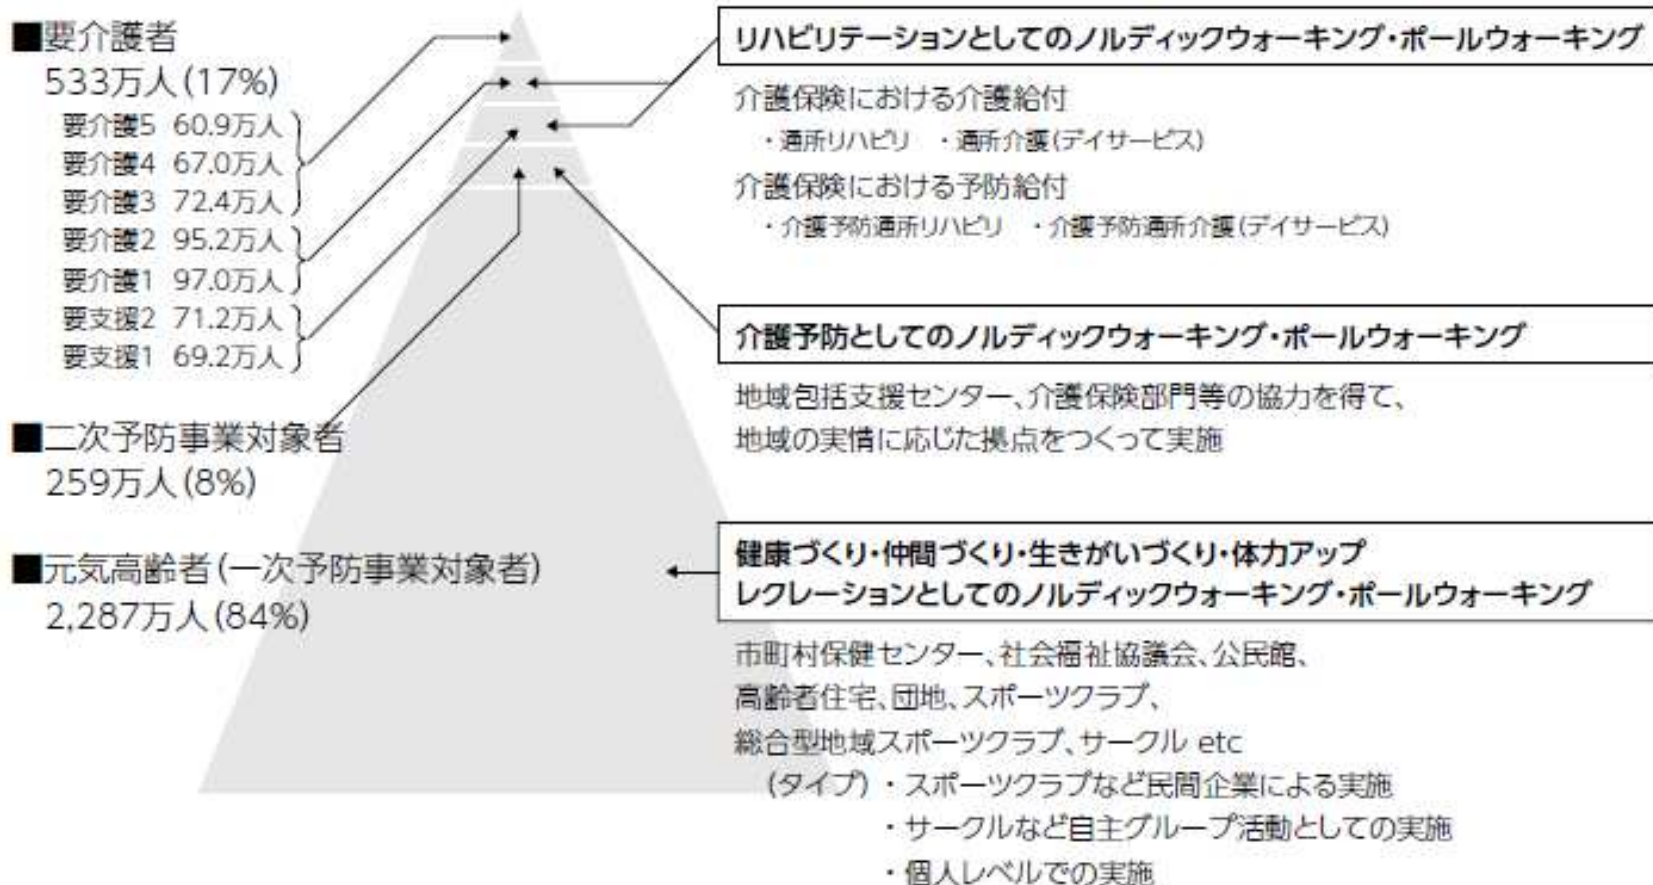 ■要介護者
533万人(17%)
要介護5 60.9万人
要介護4 67.0万人
要介護3 72.4万人
要介護2 95.2万人
要介護1 97.0万人
要支援2 71.2万人
要支援1 69.2万人
■二次予防事業対象者
259万人(8%)
■元気高齢者(一次予防事業対象者)
2,287万人(84%)
リハビリテーションとしてのノルディックウォーキング・ポールウォーキング
介護保険における介護給付
・通所リハビリ ・通所介護(デイサービス)
介護保険における予防給付
・介護予防通所リハビリ ・介護予防通所介護(デイサービス)
介護予防としてのノルディックウォーキング・ポールウォーキング
地域包括支援センター、介護保険部門等の協力を得て、
地域の実情に応じた拠点をつくって実施
健康づくり・仲間づくり・生きがいづくり・体力アップ
レクレーションとしてのノルディックウォーキング・ポールウォーキング
市町村保健センター、社会福祉協議会、公民館、
高齢者住宅、団地、スポーツクラブ、
総合型地域スポーツクラブ、サークル etc
(タイプ) ・スポーツクラブなど民間企業による実施
・サークルなど自主グループ活動としての実施
・個人レベルでの実施